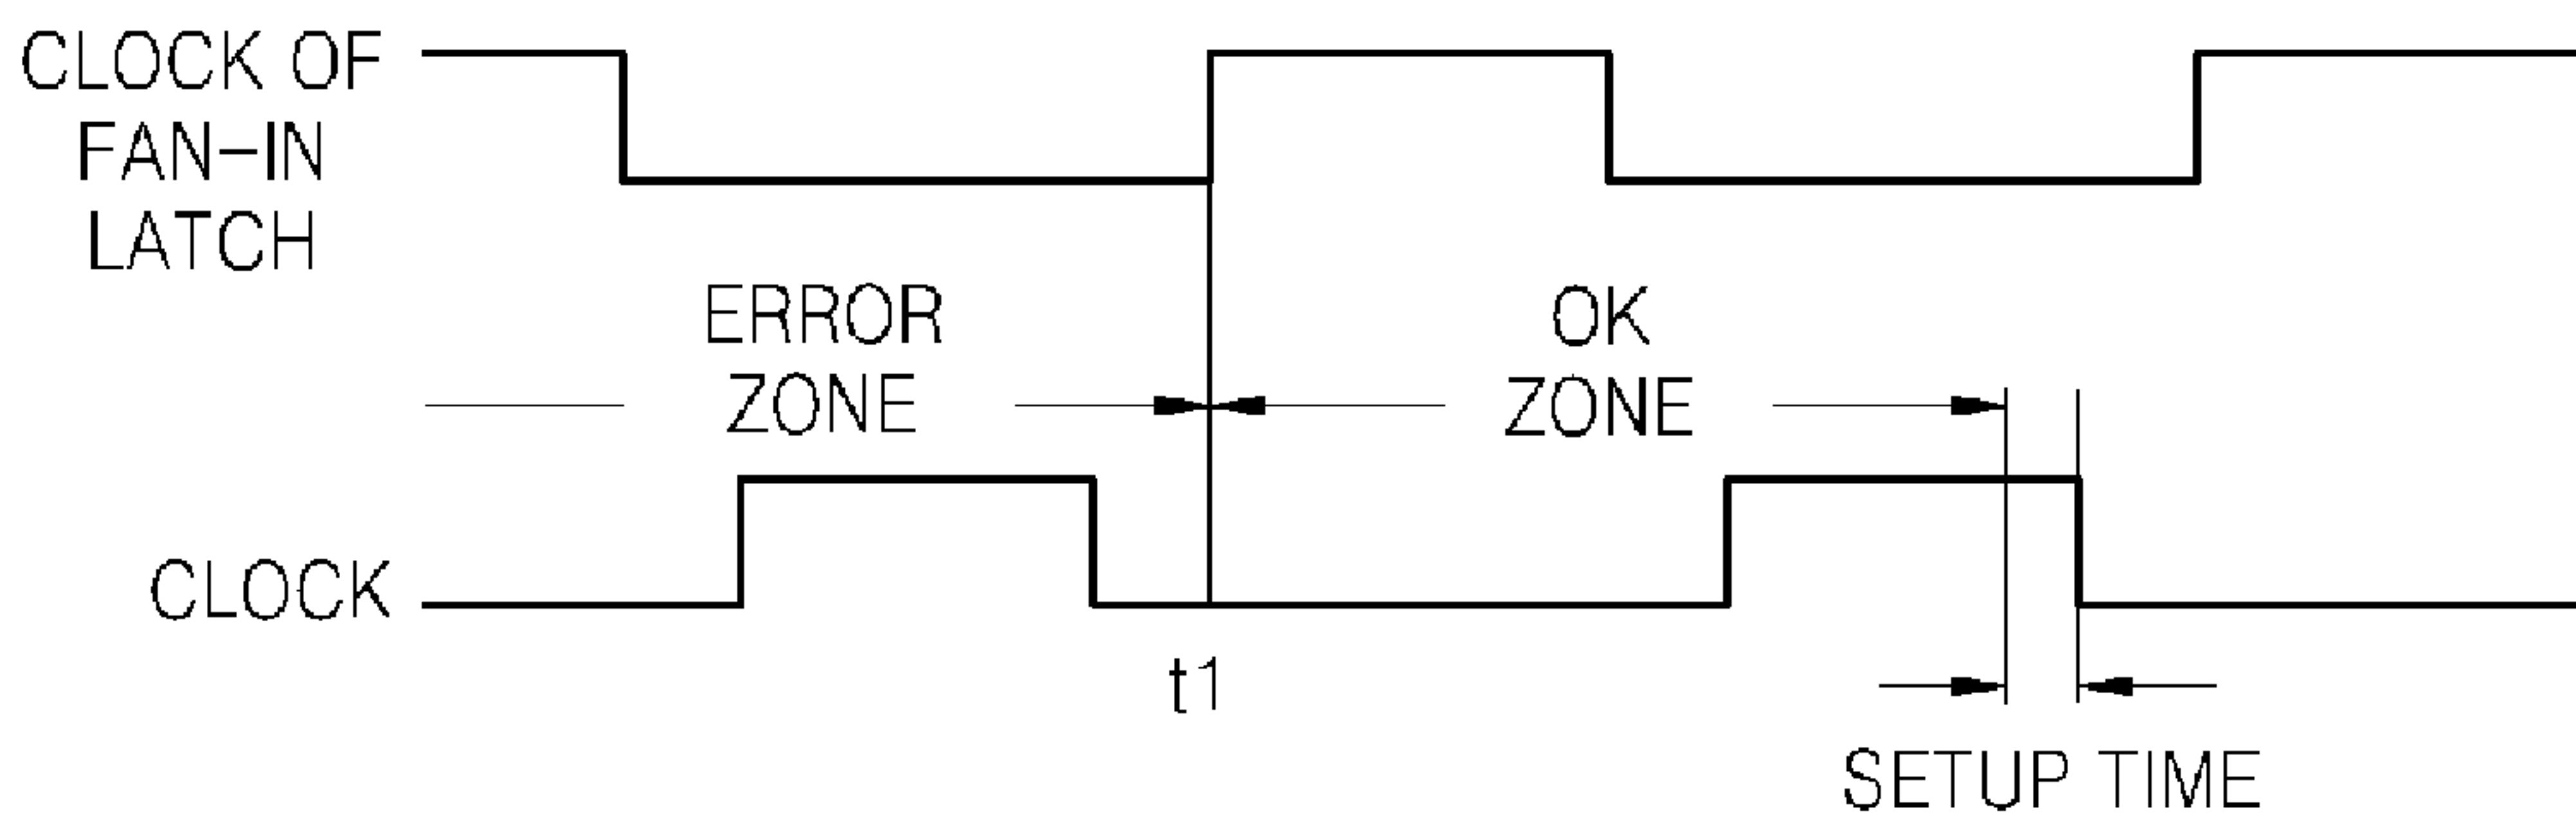 CLOCK OF
FAN-IN
LATCH
ERROR
ZONE
OK
ZONE
CLOCK
t1
SETUP TIME